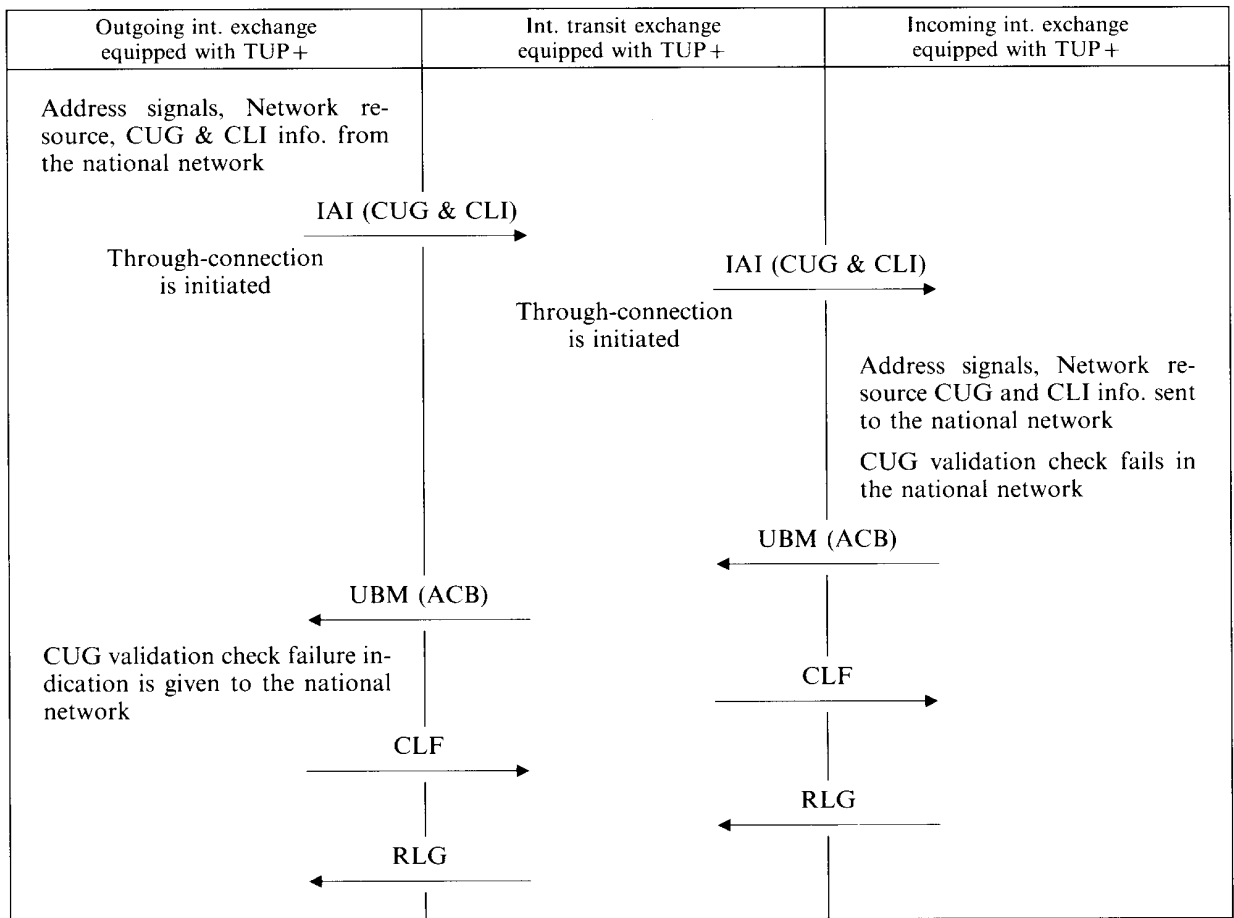 Outgoing int. exchange
equipped with TUP+
Int. transit exchange
equipped with TUP+
Incoming int. exchange
equipped with TUP+
Address signals, Network re-
source, CUG & CLI info. from
the national network
IAI (CUG & CLI)
Through-connection
is initiated
IAI (CUG & CLI)
Through-connection
is initiated
Address signals, Network re-
source CUG and CLI info. sent
to the national network
CUG validation check fails in
the national network
UBM (ACB)
UBM (ACB)
CUG validation check failure in-
dication is given to the national
network
CLF
CLF
RLG
RLG